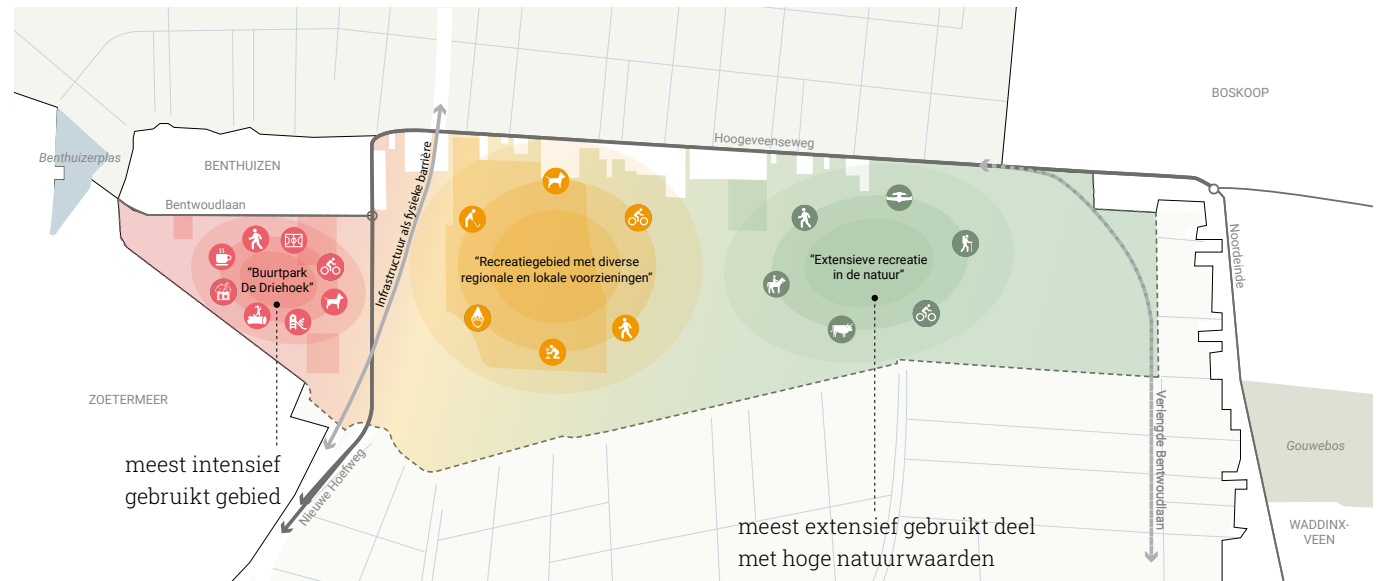 BOSKOOP
Hoogeveenseweg
Benthuizerplas
BENTHUIZEN
Bentwoudlaan
Infrastructuur als fysieke barrière
Noordeinde
“Buurtpark
De Driehoek”
“Recreatiegebied met diverse
regionale en lokale voorzieningen”
“Extensieve recreatie
in de natuur”
ZOETERMEER
Verlengde Bentwoudlaan
Gouwebos
meest intensief
gebruikt gebied
Nieuwe Hoefweg
meest extensief gebruikt deel
met hoge natuurwaarden
WADDINX-
VEEN